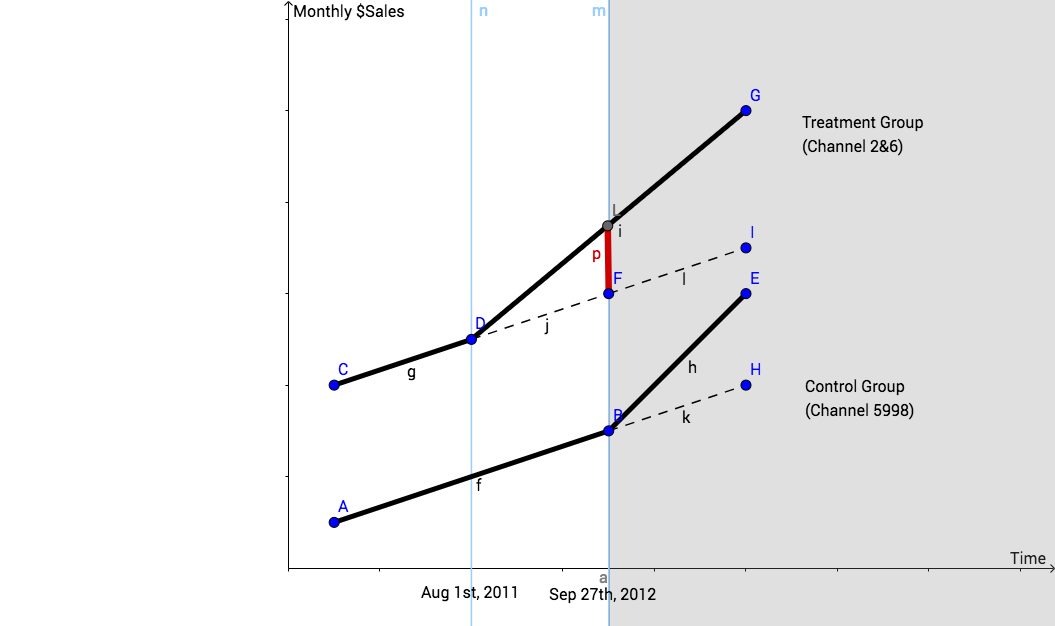 Monthly $Sales
n
m
G
Treatment Group
(Channel 2&6)
L
i
I
p
F
l
E
D
j
C
g
h
H
Control Group
(Channel 5998)
B
k
f
A
Time
a
Aug 1st, 2011
Sep 27th, 2012